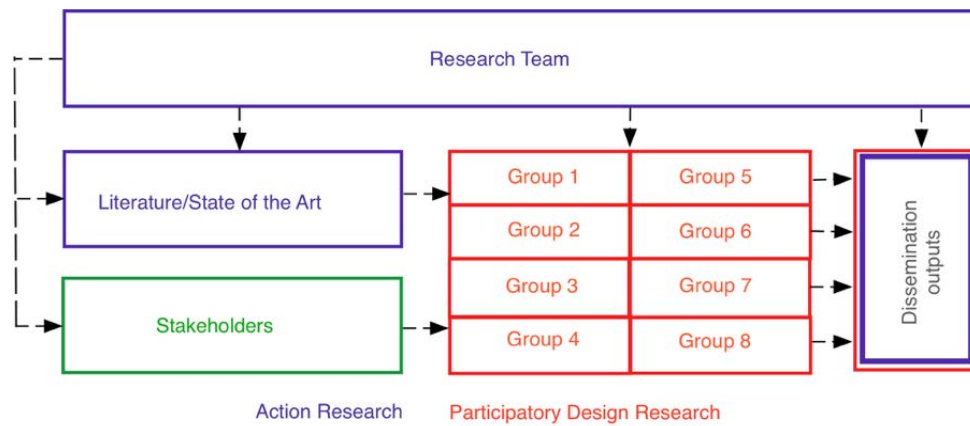 Research Team
Literature/State of the Art
Stakeholders
Group 1
Group 5
Group 2
Group 6
Group 3
Group 7
Group 4
Group 8
Dissemination
outputs
Action Research
Participatory Design Research